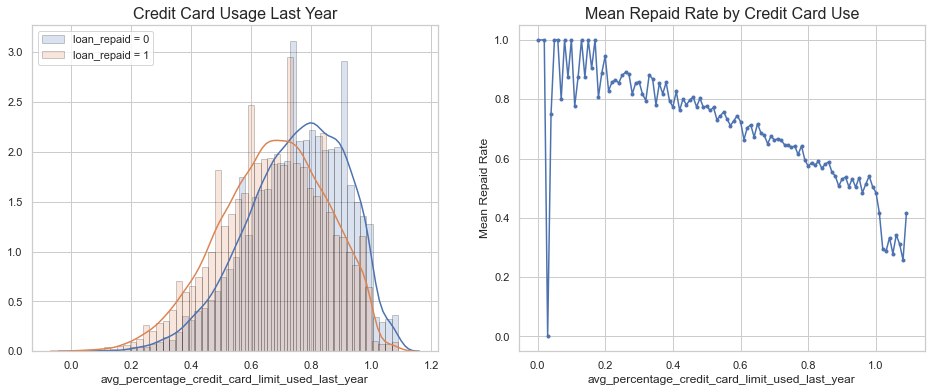 Credit Card Usage Last Year
loan_repaid = 0
loan_repaid = 1
3.0
2.5
2.0
1.5
1.0
0.5
0.0
0.0 0.2 0.4 0.6 0.8 1.0 1.2
avg_percentage_credit_card_limit_used_last_year
Mean Repaid Rate by Credit Card Use
Mean Repaid Rate
1.0
0.8
0.6
0.4
0.2
0.0
0.0 0.2 0.4 0.6 0.8 1.0
avg_percentage_credit_card_limit_used_last_year